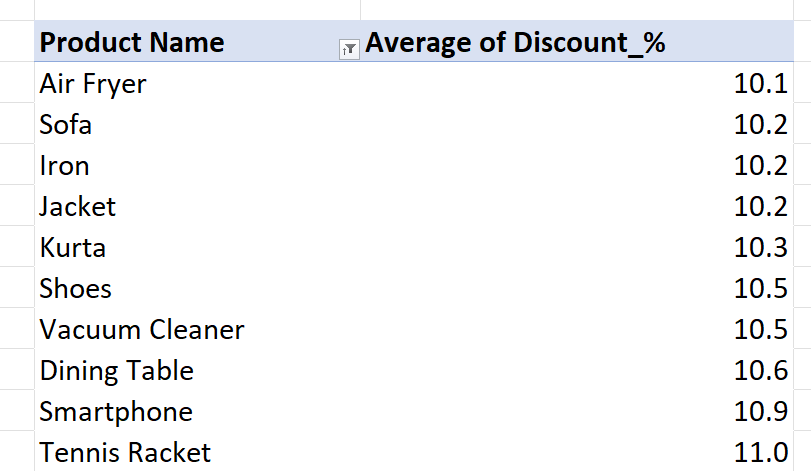 Product Name Average of Discount_%
Air Fryer 10.1
Sofa 10.2
Iron 10.2
Jacket 10.2
Kurta 10.3
Shoes 10.5
Vacuum Cleaner 10.5
Dining Table 10.6
Smartphone 10.9
Tennis Racket 11.0